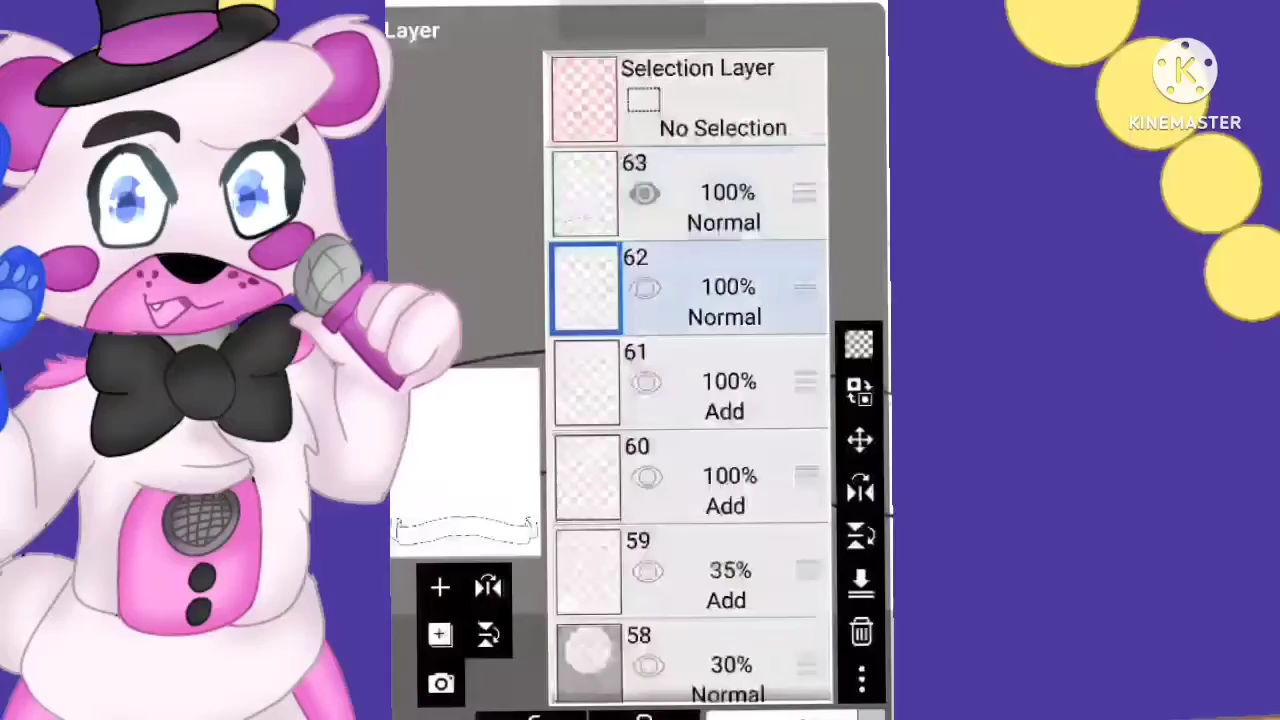 Layer
Selection Layer
No Selection
63
100%
Normal
62
100%
Normal
61
100%
Add
60
100%
Add
59
35%
Add
58
30%
Normal
K
KINEMASTER